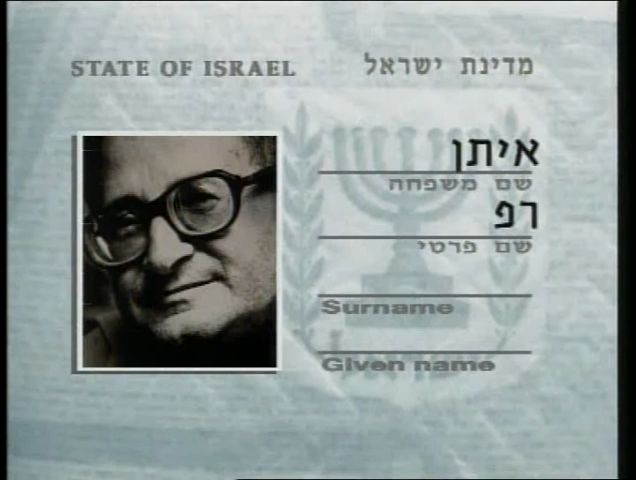 STATE OF ISRAEL מדינת ישראל
איתן
שם משפחה
רפ
שם פרטי
Surname
Given name